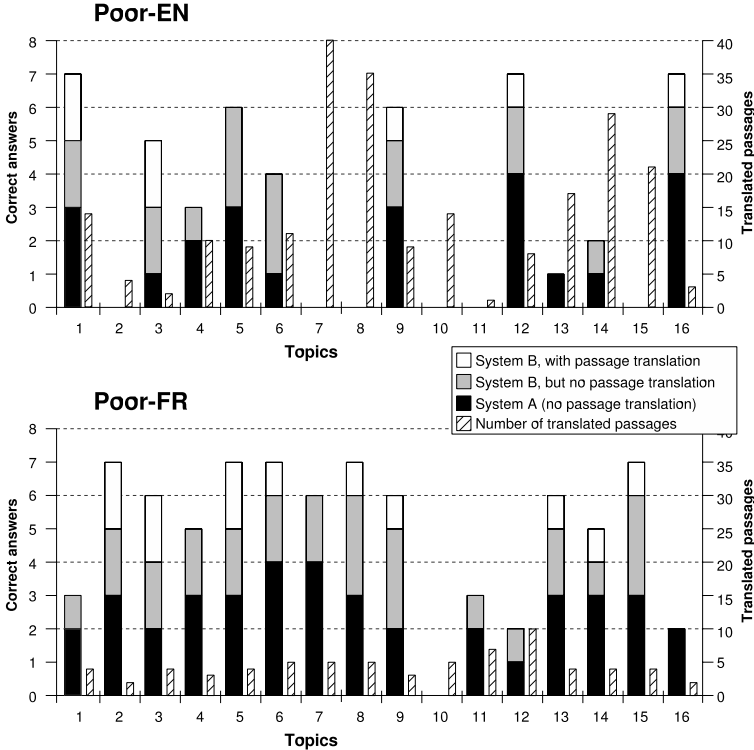 Poor-EN
8
7
6
5
4
3
2
1
0
40
35
30
25
20
15
10
5
0
Correct answers
Translated passages
1 2 3 4 5 6 7 8 9 10 11 12 13 14 15 16
Topics
System B, with passage translation
System B, but no passage translation
System A (no passage translation)
Number of translated passages
Poor-FR
8
7
6
5
4
3
2
1
0
40
35
30
25
20
15
10
5
0
Correct answers
Translated passages
1 2 3 4 5 6 7 8 9 10 11 12 13 14 15 16
Topics